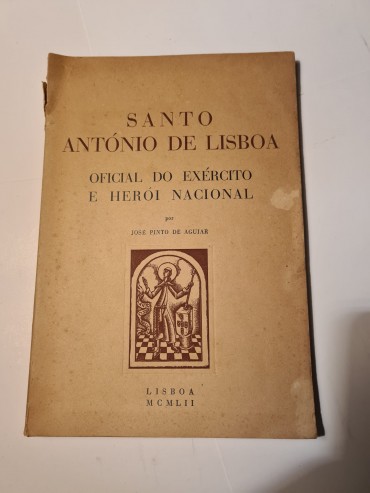 SANTO
ANTÓNIO DE LISBOA
OFICIAL DO EXÉRCITO
E HERÓI NACIONAL
por
JOSÉ PINTO DE AGUIAR
LISBOA
MCMLII